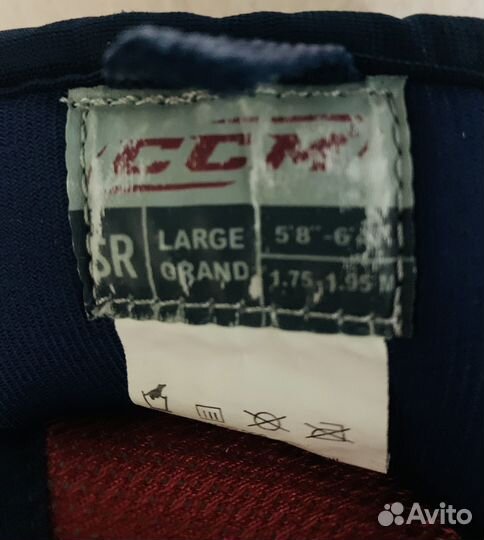 CCM
SR LARGE 5'8"-6'
GRAND 1.75-1.95 M
Avito